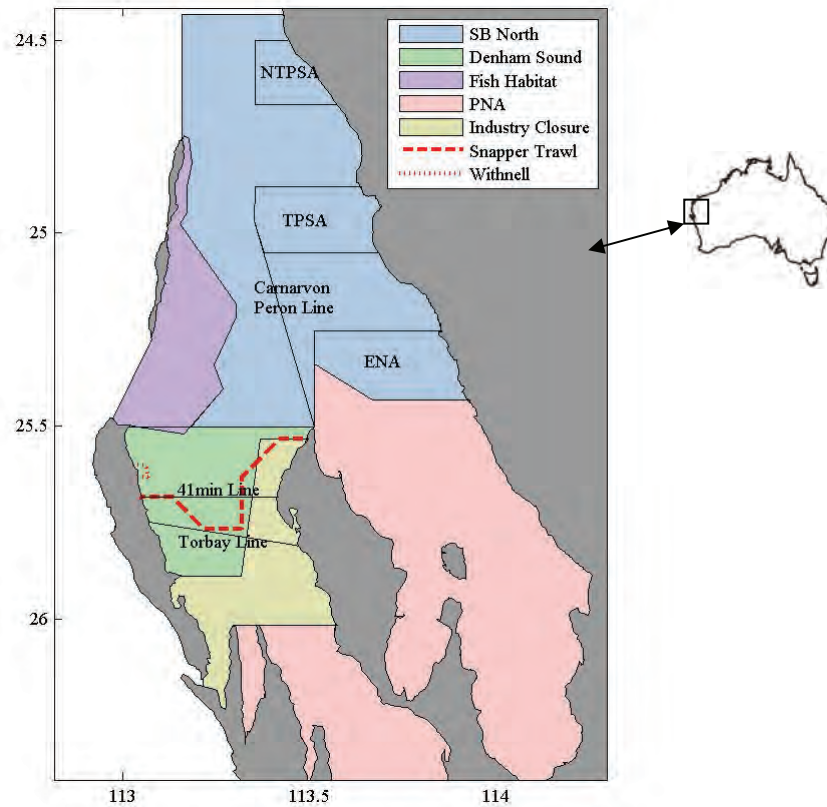 24.5
25
25.5
26
113
113.5
114
SB North
Denham Sound
Fish Habitat
PNA
Industry Closure
Snapper Trawl
Withnell
NTPSA
TPSA
Carnarvon
Peron Line
ENA
41min Line
Torbay Line